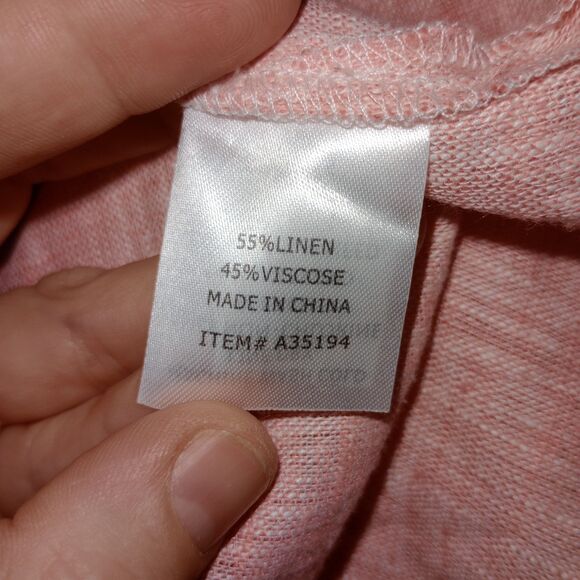 55%LINEN
45%VISCOSE
MADE IN CHINA
ITEM# A35194